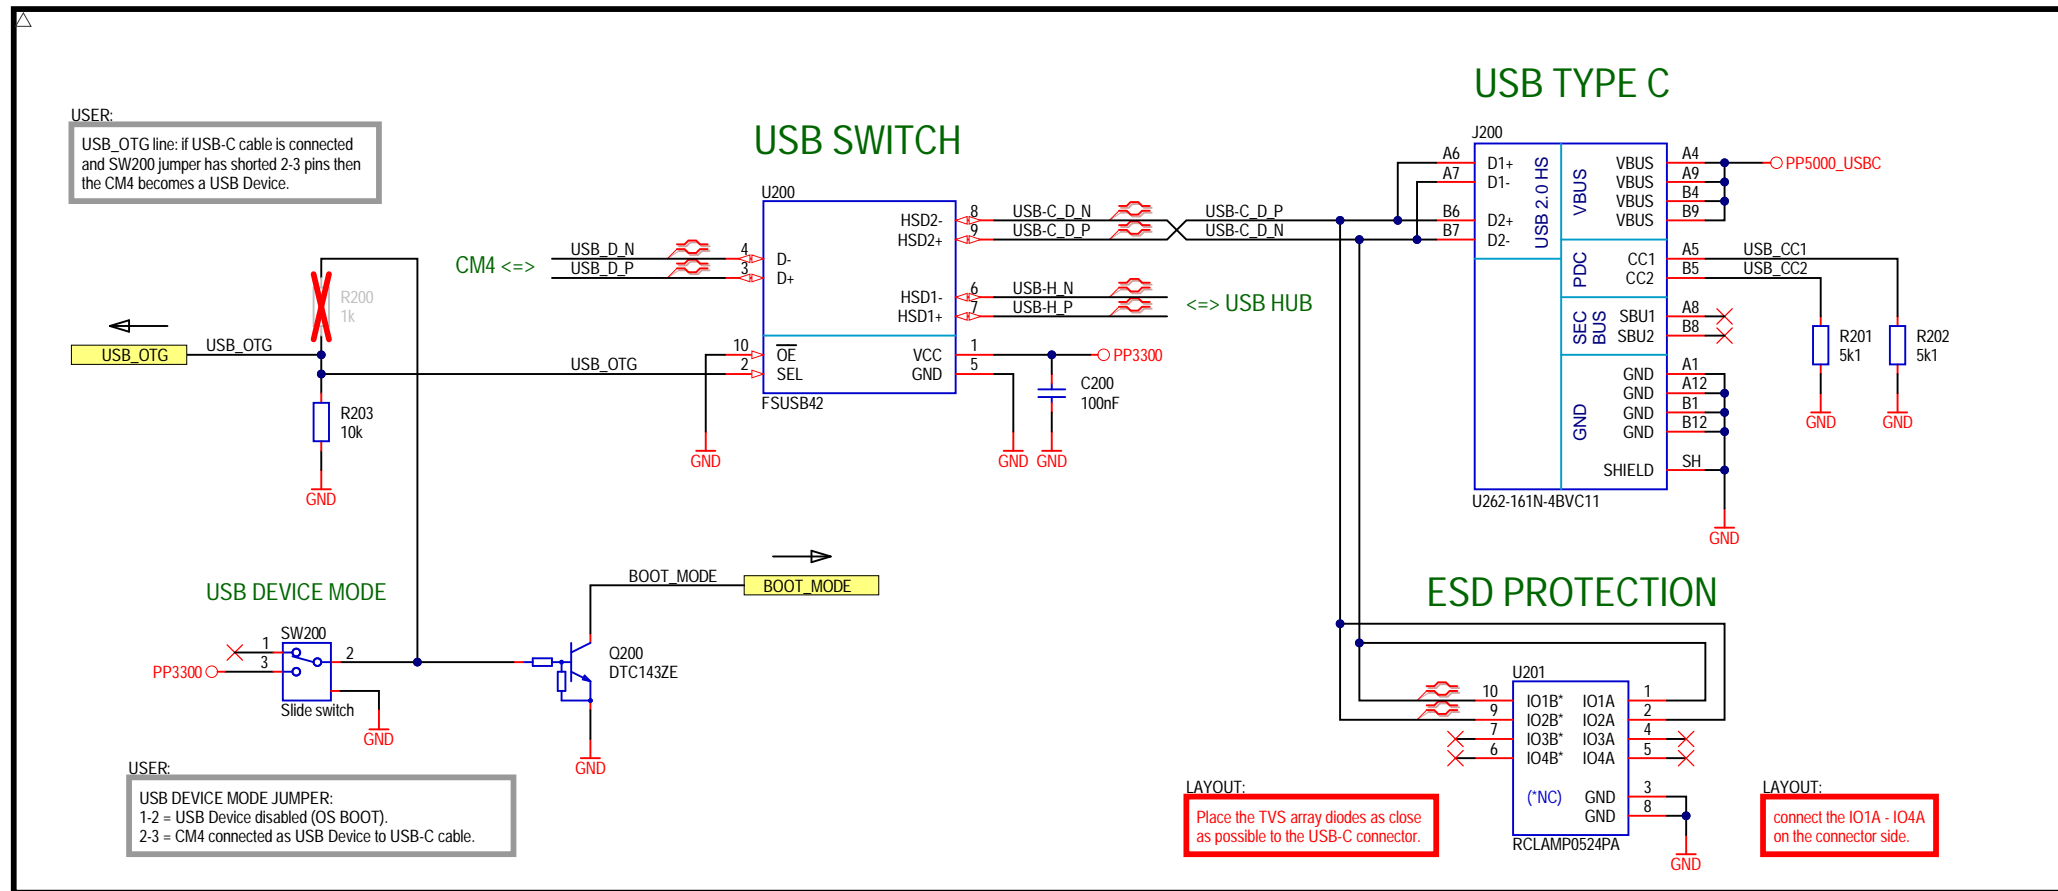 USER:
USB_OTG line: if USB-C cable is connected
and SW200 jumper has shorted 2-3 pins then
the CM4 becomes a USB Device.
USB SWITCH
U200
HSD2-
HSD2+
D-
D+
HSD1-
HSD1+
OE
SEL
VCC
GND
FSUSB42
8
9
4
3
6
7
10
2
1
5
USB-C_D_N
USB-C_D_P
USB-C_D_P
USB-C_D_N
CM4 <=>
USB_D_N
USB_D_P
USB-H_N
USB-H_P
<=> USB HUB
R200
1k
USB_OTG
USB_OTG
USB_OTG
R203
10k
GND
GND
GND
GND
PP3300
C200
100nF
USB TYPE C
J200
A6
A7
B6
B7
D1+
D1-
D2+
D2-
USB 2.0 HS
VBUS
PDC
SEC
BUS
GND
VBUS
VBUS
VBUS
VBUS
CC1
CC2
SBU1
SBU2
GND
GND
GND
GND
SHIELD
A4
A9
B4
B9
A5
B5
A8
B8
A1
A12
B1
B12
SH
U262-161N-4BVC11
PP5000_USBC
USB_CC1
USB_CC2
R201
5k1
R202
5k1
GND
GND
GND
USB DEVICE MODE
SW200
1
3
2
PP3300
Slide switch
GND
BOOT_MODE
BOOT_MODE
Q200
DTC143ZE
GND
USER:
USB DEVICE MODE JUMPER:
1-2 = USB Device disabled (OS BOOT).
2-3 = CM4 connected as USB Device to USB-C cable.
ESD PROTECTION
U201
10
9
7
6
IO1B*
IO2B*
IO3B*
IO4B*
(*NC)
IO1A
IO2A
IO3A
IO4A
GND
GND
1
2
4
5
3
8
RCLAMP0524PA
GND
LAYOUT:
Place the TVS array diodes as close
as possible to the USB-C connector.
LAYOUT:
connect the IO1A - IO4A
on the connector side.